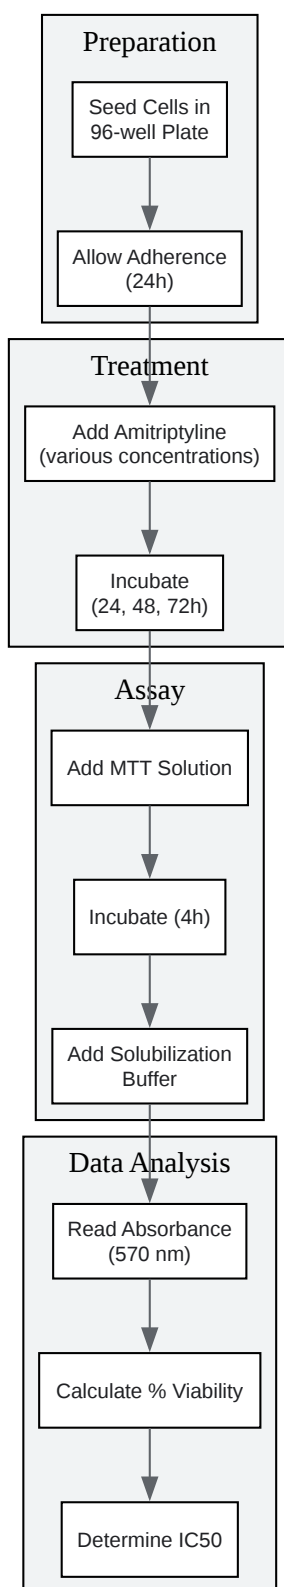 Preparation
Seed Cells in
96-well Plate
Allow Adherence
(24h)
Treatment
Add Amitriptyline
(various concentrations)
Incubate
(24, 48, 72h)
Assay
Add MTT Solution
Incubate (4h)
Add Solubilization
Buffer
Data Analysis
Read Absorbance
(570 nm)
Calculate % Viability
Determine IC50